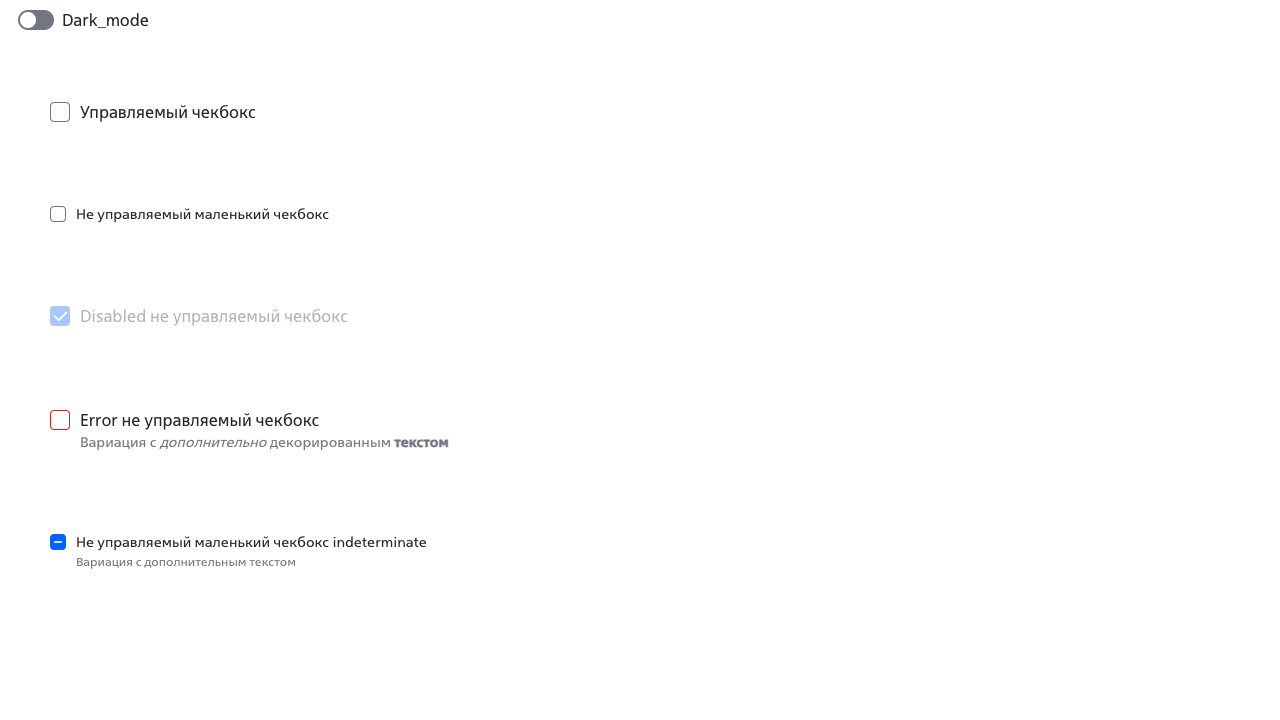 Dark_mode
Управляемый чекбокс
Не управляемый маленький чекбокс
Disabled не управляемый чекбокс
Error не управляемый чекбокс
Вариация с дополнительно декорированным текстом
Не управляемый маленький чекбокс indeterminate
Вариация с дополнительным текстом